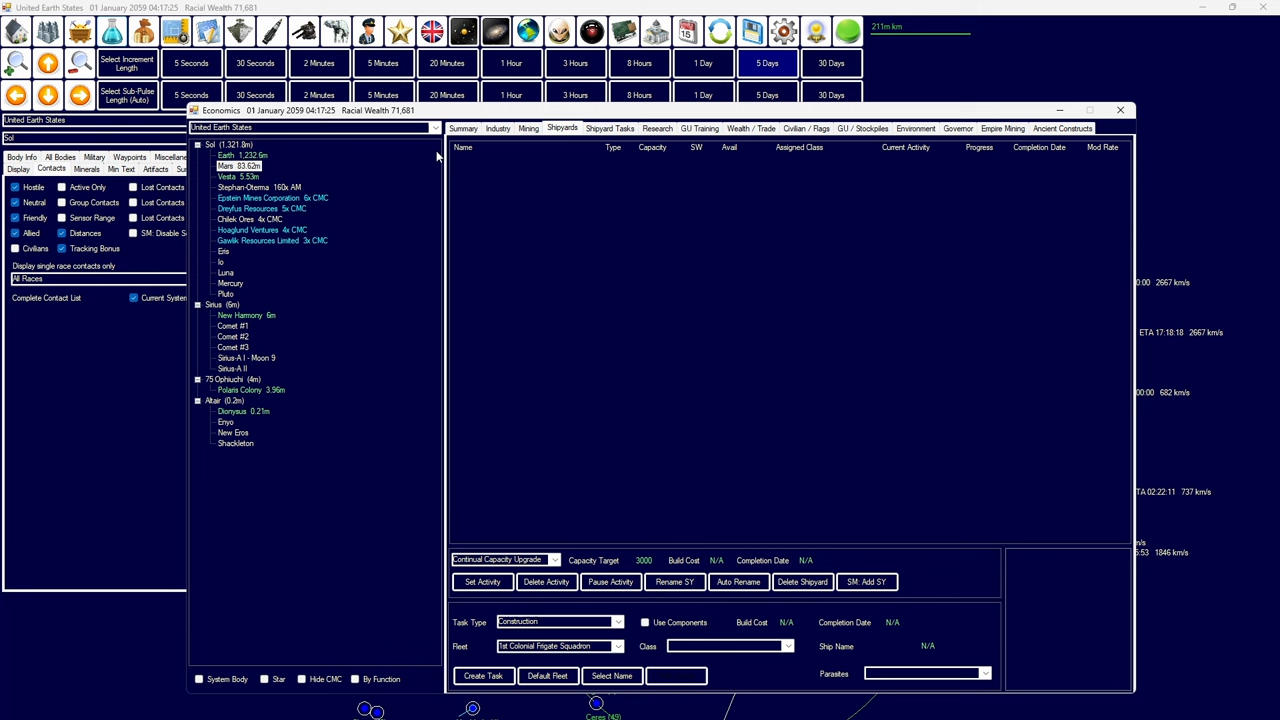 United Earth States   01 January 2059 04:17:25   Racial Wealth 71,681
211m km
Select Increment Length
5 Seconds
30 Seconds
2 Minutes
5 Minutes
20 Minutes
1 Hour
3 Hours
8 Hours
1 Day
5 Days
30 Days
Select Sub-Pulse Length (Auto)
5 Seconds
30 Seconds
2 Minutes
5 Minutes
20 Minutes
1 Hour
3 Hours
8 Hours
1 Day
5 Days
30 Days
United Earth States
Sol
Body Info All Bodies Military Waypoints Miscellane
Display Contacts Minerals Min Text Artifacts Su
Hostile Active Only Lost Contacts
Neutral Group Contacts Lost Contacts
Friendly Sensor Range Lost Contacts
Allied Distances SM: Disable S
Civilians Tracking Bonus
Display single race contacts only
All Races
Complete Contact List Current System
Economics   01 January 2059 04:17:25   Racial Wealth 71,681
United Earth States
Summary Industry Mining Shipyards Shipyard Tasks Research GU Training Wealth / Trade Civilian / Flags GU / Stockpiles Environment Governor Empire Mining Ancient Constructs
Sol (1,321.8m)
Earth 1,232.6m
Mars 83.62m
Vesta 5.53m
Stephan-Oterma 160x AM
Epstein Mines Corporation 6x CMC
Dreyfus Resources 5x CMC
Chilek Ores 4x CMC
Hoaglund Ventures 4x CMC
Gawlik Resources Limited 3x CMC
Eris
Io
Luna
Mercury
Pluto
Sirius (6m)
New Harmony 6m
Comet #1
Comet #2
Comet #3
Sirius-A I - Moon 9
Sirius-A II
75 Ophiuchi (4m)
Polaris Colony 3.96m
Altair (0.2m)
Dionysus 0.21m
Enyo
New Eros
Shackleton
System Body Star Hide CMC By Function
Name Type Capacity SW Avail Assigned Class Current Activity Progress Completion Date Mod Rate
Continual Capacity Upgrade Capacity Target 3000 Build Cost N/A Completion Date N/A
Set Activity Delete Activity Pause Activity Rename SY Auto Rename Delete Shipyard SM: Add SY
Task Type Construction Use Components Build Cost N/A Completion Date N/A
Fleet 1st Colonial Frigate Squadron Class Ship Name N/A
Create Task Default Fleet Select Name Parasites
0:00 2667 km/s
ETA 17:18:18 2667 km/s
00:00 682 km/s
TA 02:22:11 737 km/s
m/s
5:53 1846 km/s
Ceres (49)